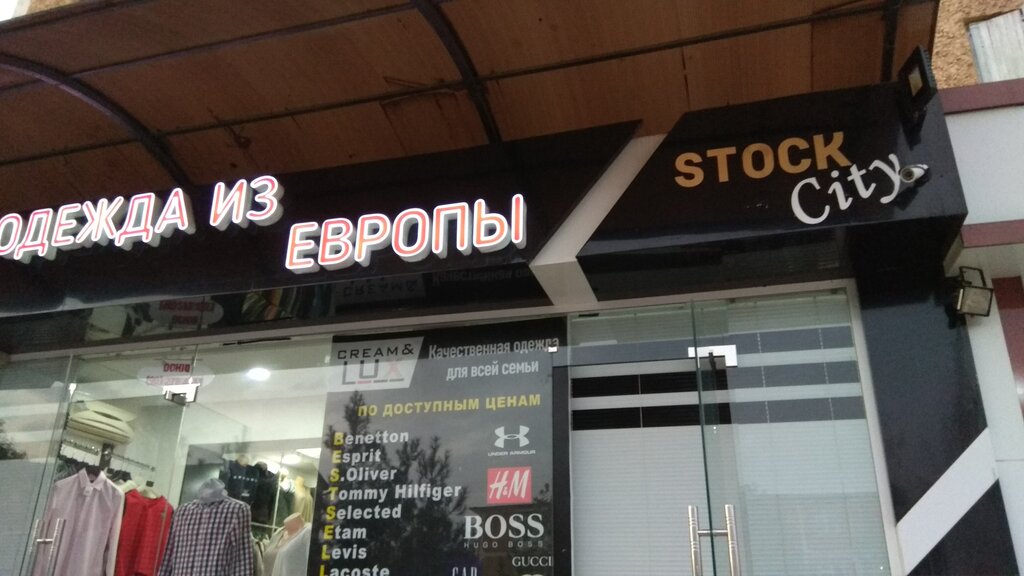 ОДЕЖДА ИЗ
ЕВРОПЫ
STOCK
City
CREAM &
LUX
Качественная одежда
для всей семьи
ПО ДОСТУПНЫМ ЦЕНАМ
Benetton
Esprit
S.Oliver
Tommy Hilfiger
Selected
Etam
Levis
Lacoste
UNDER ARMOUR
H&M
BOSS
HUGO BOSS
GUCCI
GAP